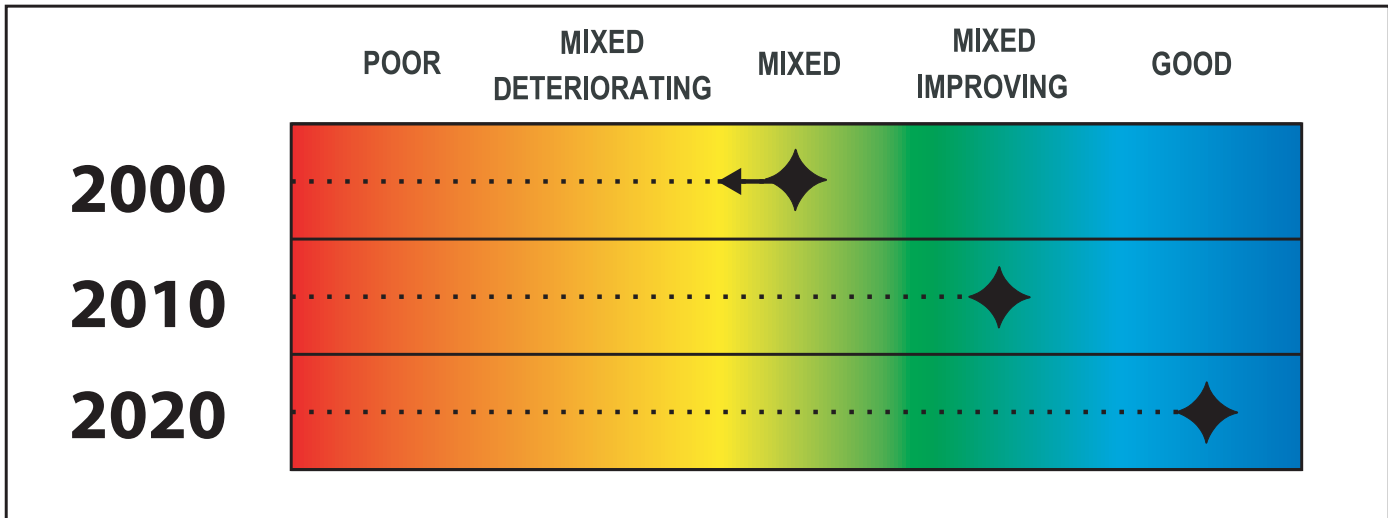 POOR
MIXED
DETERIORATING
MIXED
MIXED
IMPROVING
GOOD
2000
2010
2020